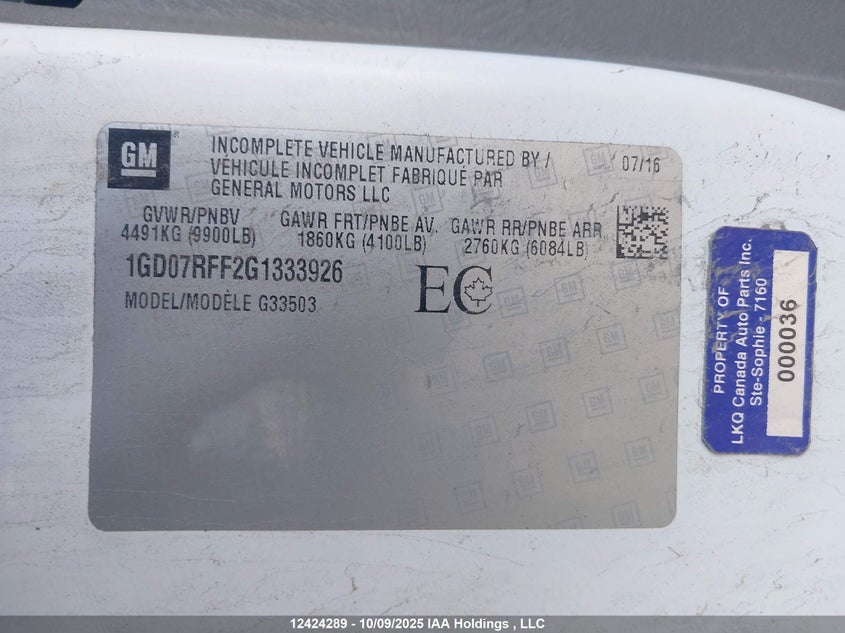 GM
INCOMPLETE VEHICLE MANUFACTURED BY /
VÉHICULE INCOMPLET FABRIQUÉ PAR
GENERAL MOTORS LLC
07/16
GVWR/PNBV
4491KG (9900LB)
GAWR FRT/PNBE AV.
1860KG (4100LB)
GAWR RR/PNBE ARR
2760KG (6084LB)
1GD07RFF2G1333926
MODEL/MODÈLE G33503
EC
PROPERTY OF
LKQ Canada Auto Parts Inc.
Ste-Sophie - 7160
000036
12424289 - 10/09/2025 IAA Holdings , LLC